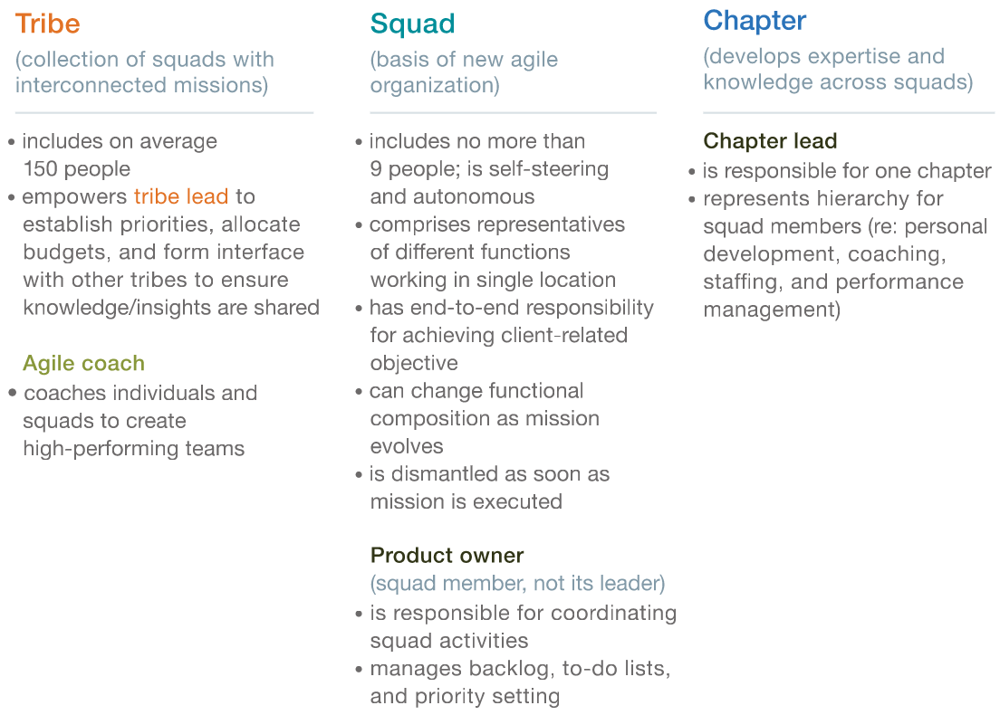 Tribe
(collection of squads with
interconnected missions)
• includes on average
150 people
• empowers tribe lead to
establish priorities, allocate
budgets, and form interface
with other tribes to ensure
knowledge/insights are shared
Agile coach
• coaches individuals and
squads to create
high-performing teams
Squad
(basis of new agile
organization)
• includes no more than
9 people; is self-steering
and autonomous
• comprises representatives
of different functions
working in single location
• has end-to-end responsibility
for achieving client-related
objective
• can change functional
composition as mission
evolves
• is dismantled as soon as
mission is executed
Product owner
(squad member, not its leader)
• is responsible for coordinating
squad activities
• manages backlog, to-do lists,
and priority setting
Chapter
(develops expertise and
knowledge across squads)
Chapter lead
• is responsible for one chapter
• represents hierarchy for
squad members (re: personal
development, coaching,
staffing, and performance
management)